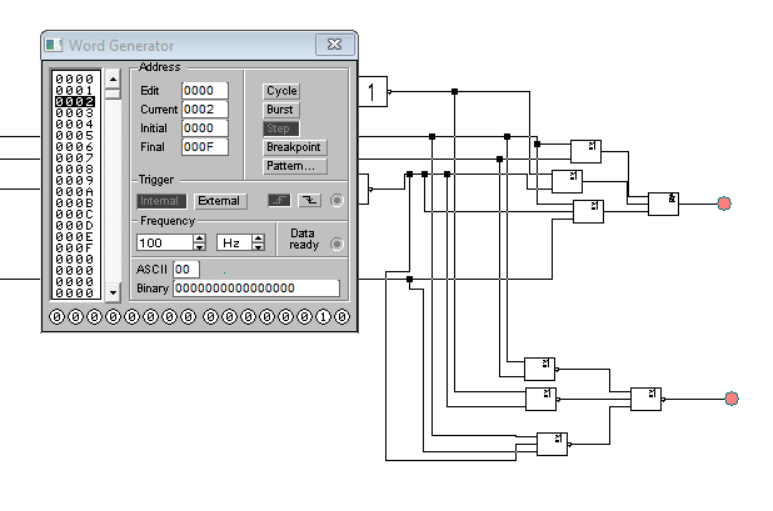 Word Generator
0000
0001
0002
0003
0004
0005
0006
0007
0008
0009
000A
000B
000C
000D
000E
000F
0000
0000
0000
0000
Address
Edit 0000
Current 0002
Initial 0000
Final 000F
Cycle
Burst
Step
Breakpoint
Pattern...
Trigger
Internal External
Frequency
100 Hz
Data
ready
ASCII 00 .
Binary 0000000000000000
0 0 0 0 0 0 0 0 0 0 0 0 0 0 1 0
1